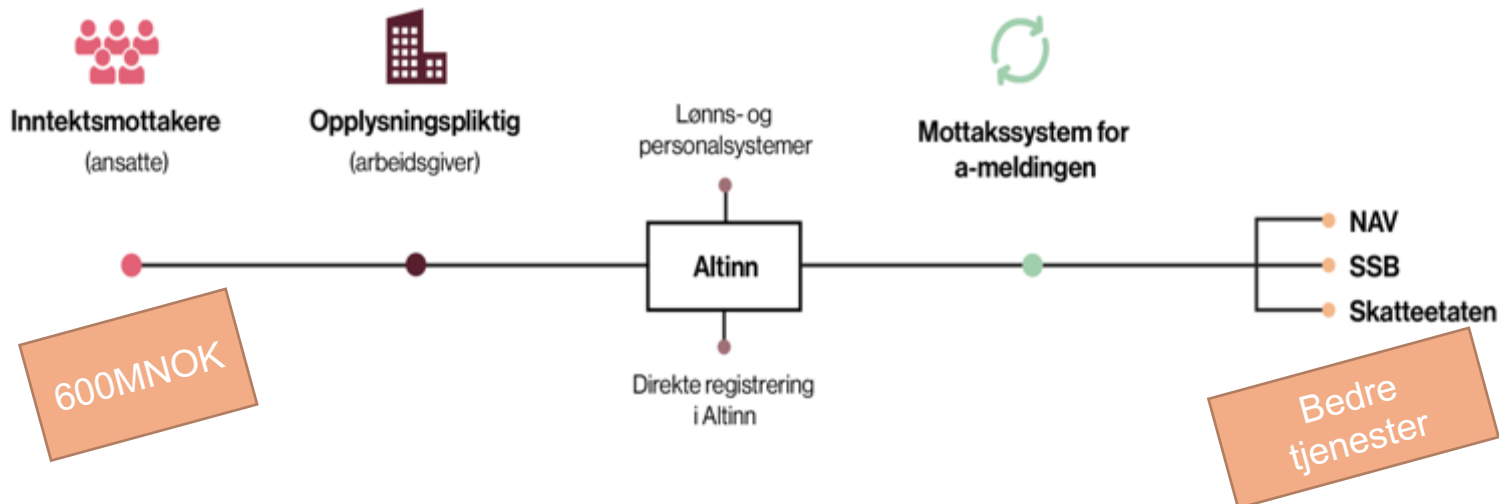 Inntektsmottakere
(ansatte)
Opplysningspliktig
(arbeidsgiver)
Lønns- og
personalsystemer
Mottakssystem for
a-meldingen
Altinn
NAV
SSB
Skatteetaten
Direkte registrering
i Altinn
600MNOK
Bedre
tjenester